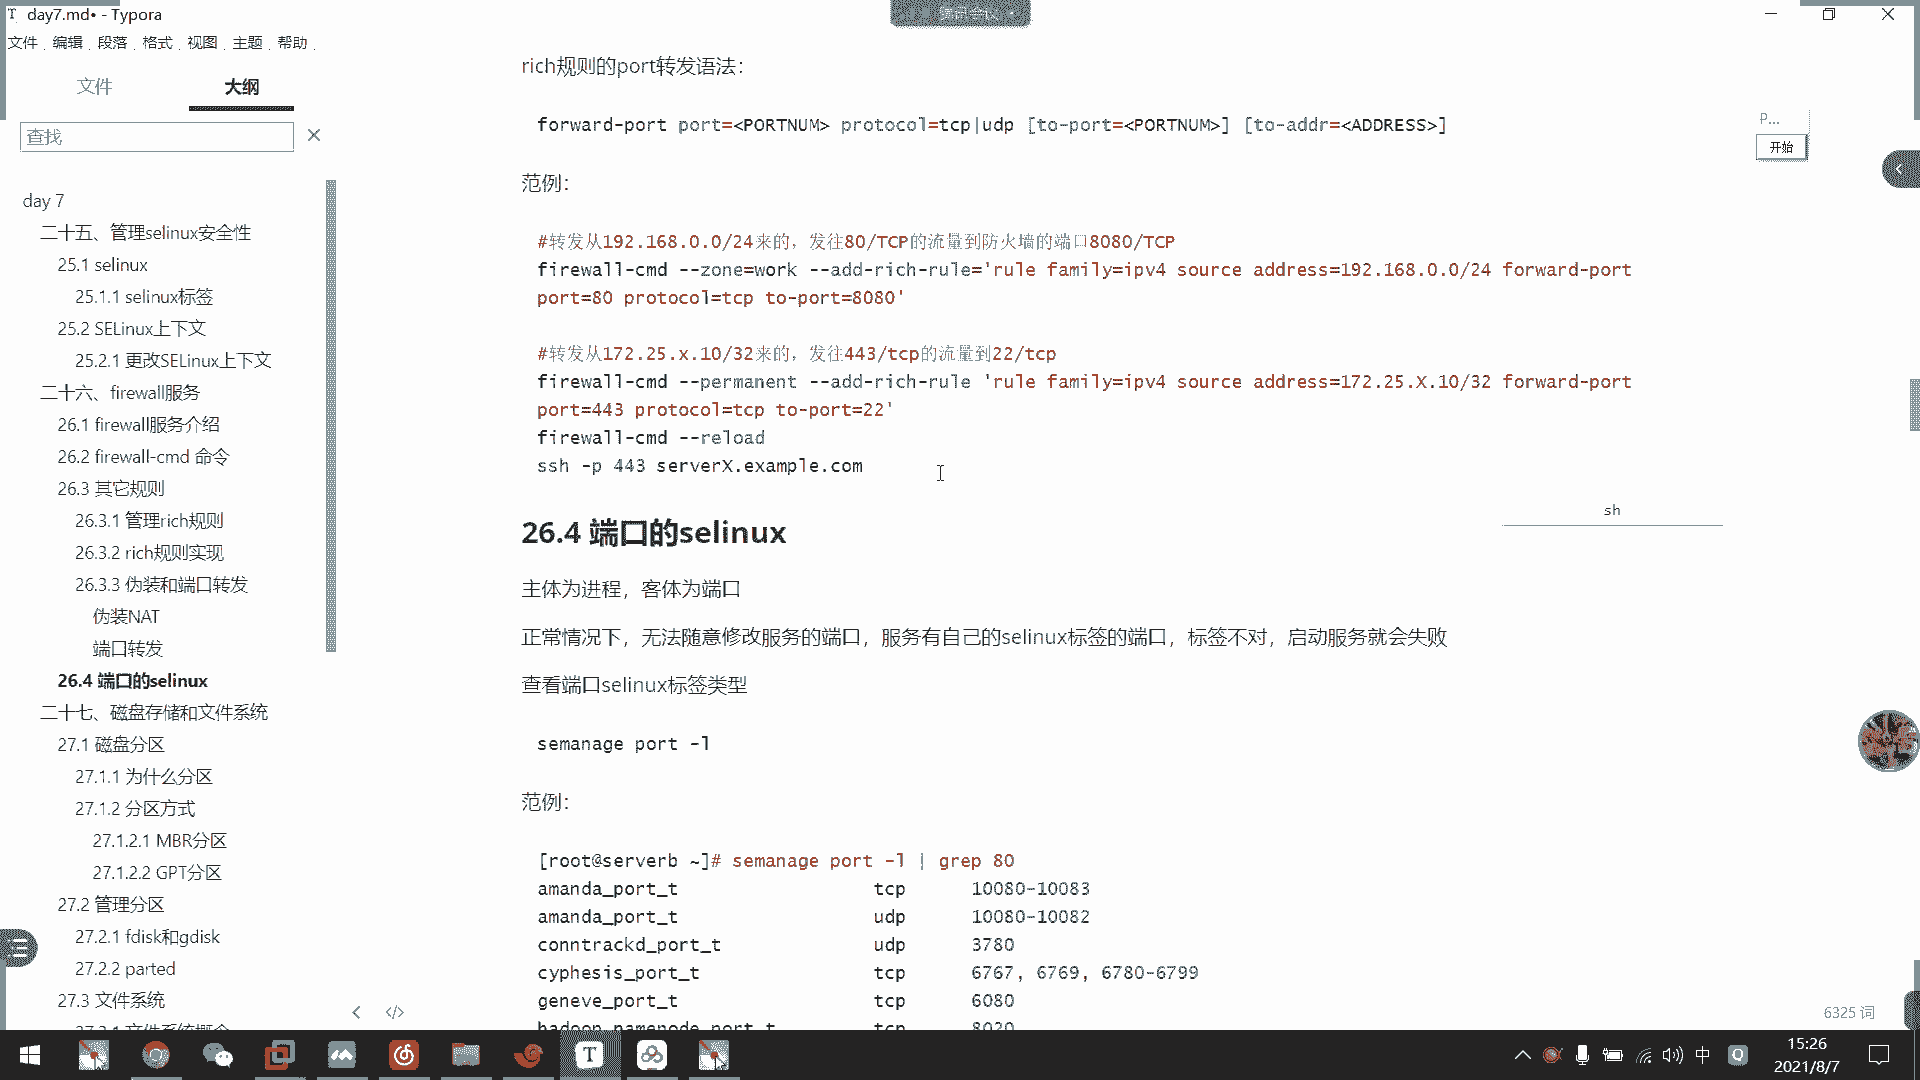 day7.md• - Typora
文件 编辑 段落 格式 视图 主题 帮助
文件 大纲
查找
day 7
二十五、管理selinux安全性
25.1 selinux
25.1.1 selinux标签
25.2 SELinux上下文
25.2.1 更改SELinux上下文
二十六、firewall服务
26.1 firewall服务介绍
26.2 firewall-cmd 命令
26.3 其它规则
26.3.1 管理rich规则
26.3.2 rich规则实现
26.3.3 伪装和端口转发
伪装NAT
端口转发
26.4 端口的selinux
二十七、磁盘存储和文件系统
27.1 磁盘分区
27.1.1 为什么分区
27.1.2 分区方式
27.1.2.1 MBR分区
27.1.2.2 GPT分区
27.2 管理分区
27.2.1 fdisk和gdisk
27.2.2 parted
27.3 文件系统
rich规则的port转发语法：
forward-port port=<PORTNUM> protocol=tcp|udp [to-port=<PORTNUM>] [to-addr=<ADDRESS>]
范例：
#转发从192.168.0.0/24来的，发往80/TCP的流量到防火墙的端口8080/TCP
firewall-cmd --zone=work --add-rich-rule='rule family=ipv4 source address=192.168.0.0/24 forward-port
port=80 protocol=tcp to-port=8080'
#转发从172.25.x.10/32来的，发往443/tcp的流量到22/tcp
firewall-cmd --permanent --add-rich-rule 'rule family=ipv4 source address=172.25.X.10/32 forward-port
port=443 protocol=tcp to-port=22'
firewall-cmd --reload
ssh -p 443 serverX.example.com
sh
26.4 端口的selinux
主体为进程，客体为端口
正常情况下，无法随意修改服务的端口，服务有自己的selinux标签的端口，标签不对，启动服务就会失败
查看端口selinux标签类型
semanage port -l
范例：
[root@serverb ~]# semanage port -l | grep 80
amanda_port_t tcp 10080-10083
amanda_port_t udp 10080-10082
conntrackd_port_t udp 3780
cyphesis_port_t tcp 6767, 6769, 6780-6799
geneve_port_t tcp 6080
hadoop_namenode_port_t tcp 8020
P...
开始
6325 词
中
15:26
2021/8/7